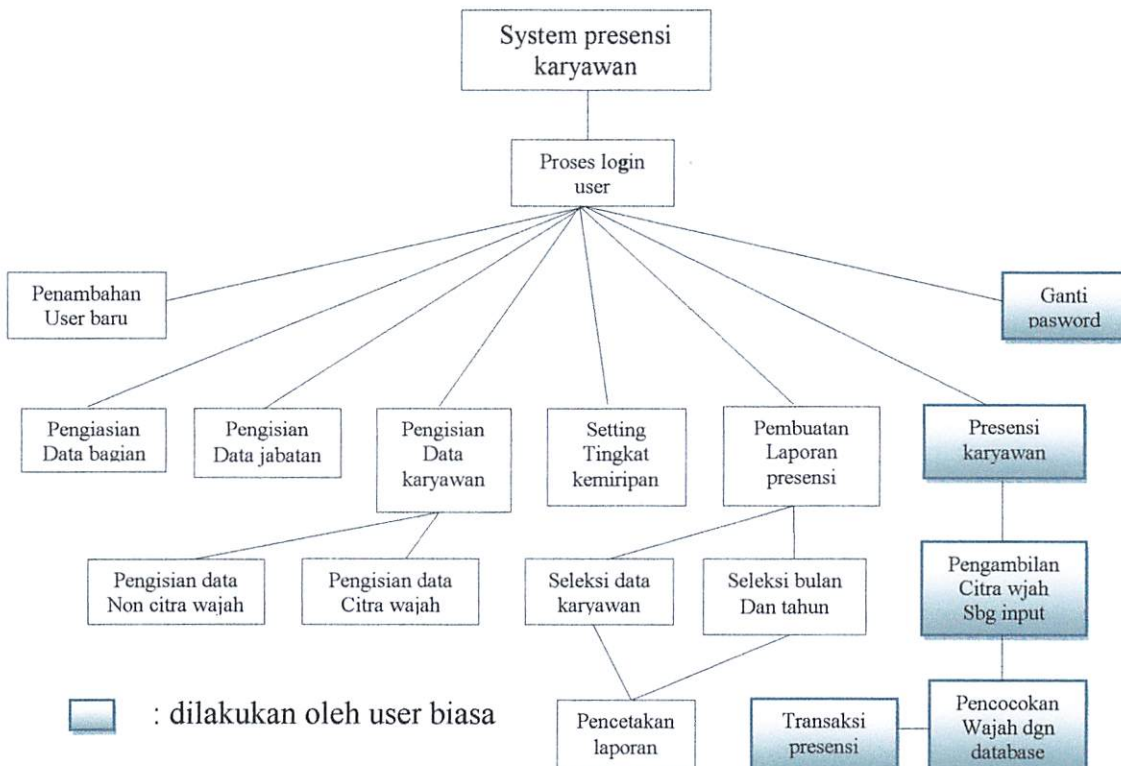 System presensi
karyawan
Proses login
user
Penambahan
User baru
Ganti
pasword
Pengiasian
Data bagian
Pengisian
Data jabatan
Pengisian
Data
karyawan
Setting
Tingkat
kemiripan
Pembuatan
Laporan
presensi
Presensi
karyawan
Pengisian data
Non citra wajah
Pengisian data
Citra wajah
Seleksi data
karyawan
Seleksi bulan
Dan tahun
Pengambilan
Citra wjah
Sbg input
: dilakukan oleh user biasa
Pencetakan
laporan
Transaksi
presensi
Pencocokan
Wajah dgn
database